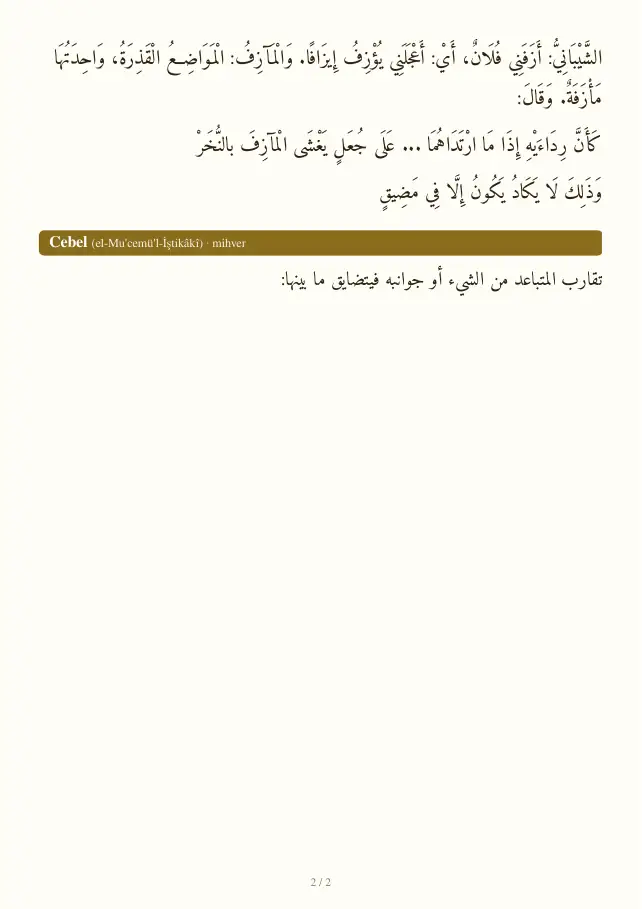 الشَّيْبَانِيُّ: أَزَفَنِي فُلَانٌ، أَيْ: أَعْجَلَنِي يُؤْزِفُ إِيزَافًا. وَالْمَآزِفُ: الْمَوَاضِعُ الْقَذِرَةُ، وَاحِدَتُهَا
مَأْزَفَةٌ. وَقَالَ:
كَأَنَّ رِدَاءَيْهِ إِذَا مَا ارْتَدَاهُمَا ... عَلَى جُعَلٍ يَغْشَى الْمَآزِفَ بالنُّخَرْ
وَذَلِكَ لَا يَكَادُ يَكُونُ إِلَّا فِي مَضِيقٍ
Cebel (el-Mu'cemü'l-İştikâkî) · mihver
تقارب المتباعد من الشيء أو جوانبه فيتضايق ما بينها:
2 / 2